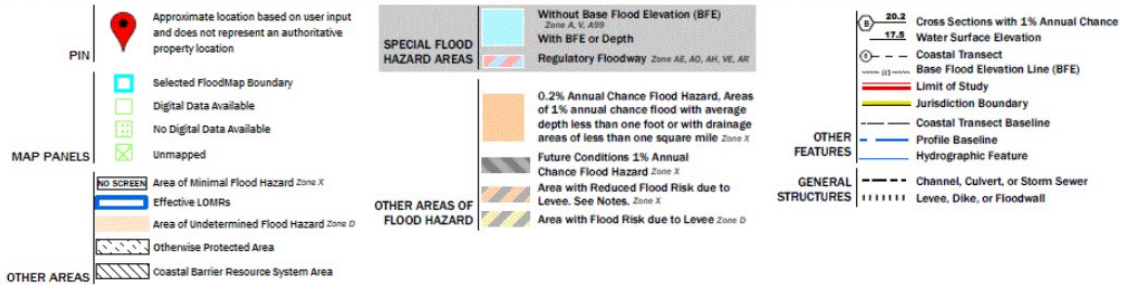 Approximate location based on user input
and does not represent an authoritative
property location
PIN
Selected FloodMap Boundary
Digital Data Available
No Digital Data Available
Unmapped
MAP PANELS
NO SCREEN Area of Minimal Flood Hazard Zone X
Effective LOMRs
Area of Undetermined Flood Hazard Zone D
Otherwise Protected Area
Coastal Barrier Resource System Area
OTHER AREAS
SPECIAL FLOOD
HAZARD AREAS
Without Base Flood Elevation (BFE)
Zone A, V, A99
With BFE or Depth
Regulatory Floodway Zone AE, AO, AH, VE, AR
0.2% Annual Chance Flood Hazard, Areas
of 1% annual chance flood with average
depth less than one foot or with drainage
areas of less than one square mile Zone X
Future Conditions 1% Annual
Chance Flood Hazard Zone X
Area with Reduced Flood Risk due to
Levee. See Notes. Zone X
Area with Flood Risk due to Levee Zone D
OTHER AREAS OF
FLOOD HAZARD
B 20.2 Cross Sections with 1% Annual Chance
17.5 Water Surface Elevation
Coastal Transect
Base Flood Elevation Line (BFE)
Limit of Study
Jurisdiction Boundary
Coastal Transect Baseline
Profile Baseline
Hydrographic Feature
OTHER
FEATURES
Channel, Culvert, or Storm Sewer
Levee, Dike, or Floodwall
GENERAL
STRUCTURES